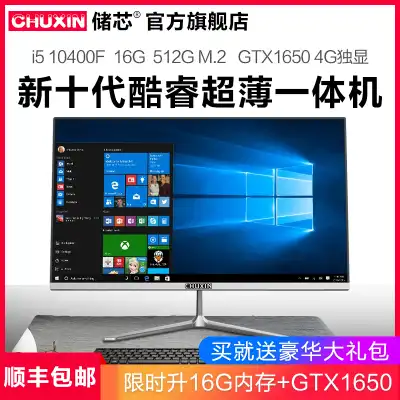 CHUXIN 储芯® 官方旗舰店
i5 10400F 16G 512G M.2 GTX1650 4G独显
新十代酷睿超薄一体机
CHUXIN
买就送豪华大礼包
顺丰包邮
限时升16G内存+GTX1650